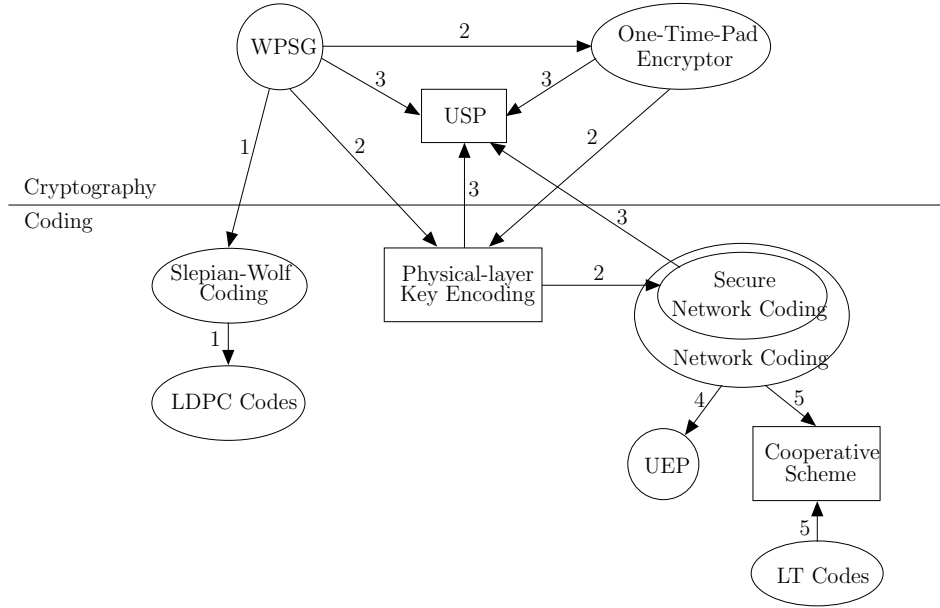 WPSG
2
One-Time-Pad
Encryptor
3
3
USP
1
2
2
3
3
Cryptography
Coding
Slepian-Wolf
Coding
Physical-layer
Key Encoding
2
Secure
Network Coding
Network Coding
1
LDPC Codes
4
5
UEP
Cooperative
Scheme
5
LT Codes